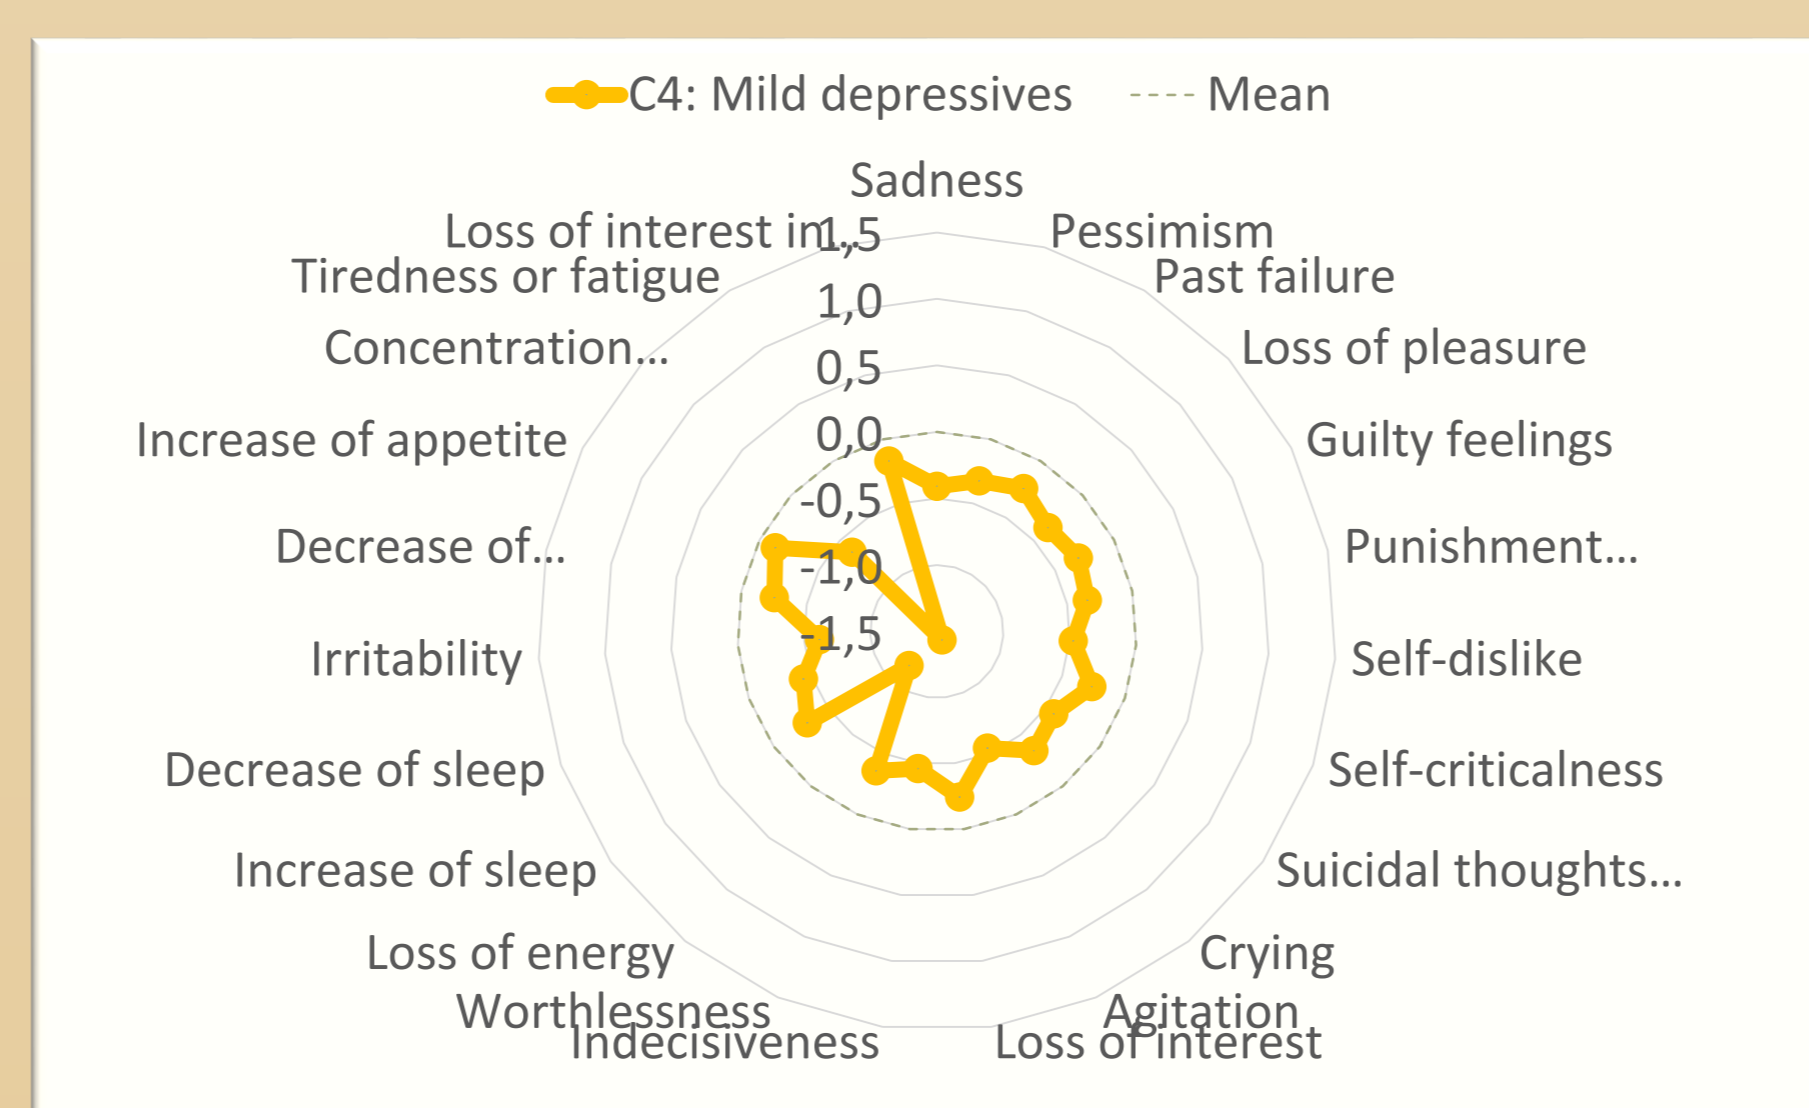 C4: Mild depressives
Mean
Sadness
Pessimism
Past failure
Loss of pleasure
Guilty feelings
Punishment...
Self-dislike
Self-criticalness
Suicidal thoughts...
Crying
Agitation
Loss of interest
Indecisiveness
Worthlessness
Loss of energy
Increase of sleep
Decrease of sleep
Irritability
Decrease of...
Increase of appetite
Concentration...
Tiredness or fatigue
Loss of interest in...
1,5
1,0
0,5
0,0
-0,5
-1,0
-1,5